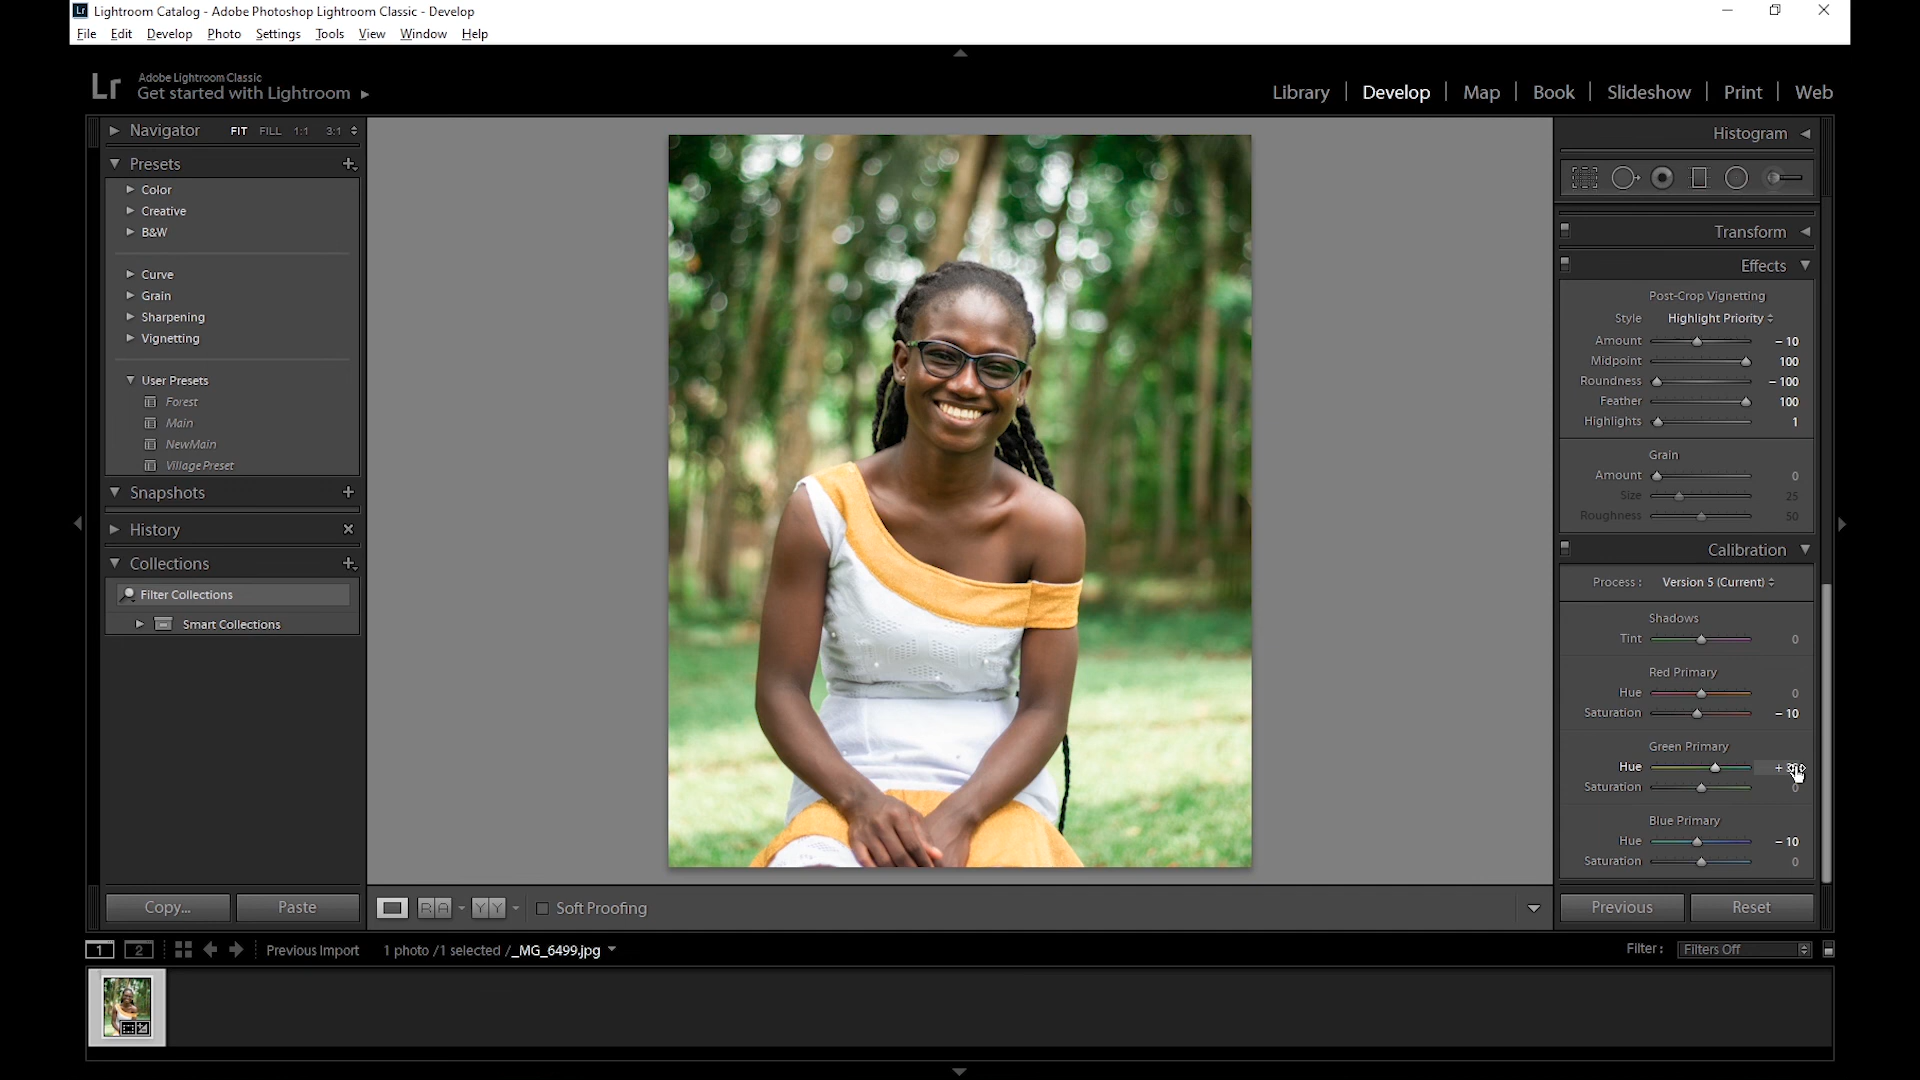 Lr Lightroom Catalog - Adobe Photoshop Lightroom Classic - Develop
File Edit Develop Photo Settings Tools View Window Help
Lr Adobe Lightroom Classic
Get started with Lightroom
Library | Develop | Map | Book | Slideshow | Print | Web
Navigator FIT FILL 1:1 3:1
Presets
Color
Creative
B&W
Curve
Grain
Sharpening
Vignetting
User Presets
Forest
Main
NewMain
Village Preset
Snapshots
History
Collections
Filter Collections
Smart Collections
Copy... Paste
R A Y Y Soft Proofing
Histogram
Transform
Effects
Post-Crop Vignetting
Style Highlight Priority
Amount - 10
Midpoint 100
Roundness - 100
Feather 100
Highlights 1
Grain
Amount 0
Size 25
Roughness 50
Calibration
Process : Version 5 (Current)
Shadows
Tint 0
Red Primary
Hue 0
Saturation - 10
Green Primary
Hue
Saturation 0
Blue Primary
Hue - 10
Saturation 0
Previous Reset
1 2 Previous Import 1 photo /1 selected /_MG_6499.jpg
Filter : Filters Off